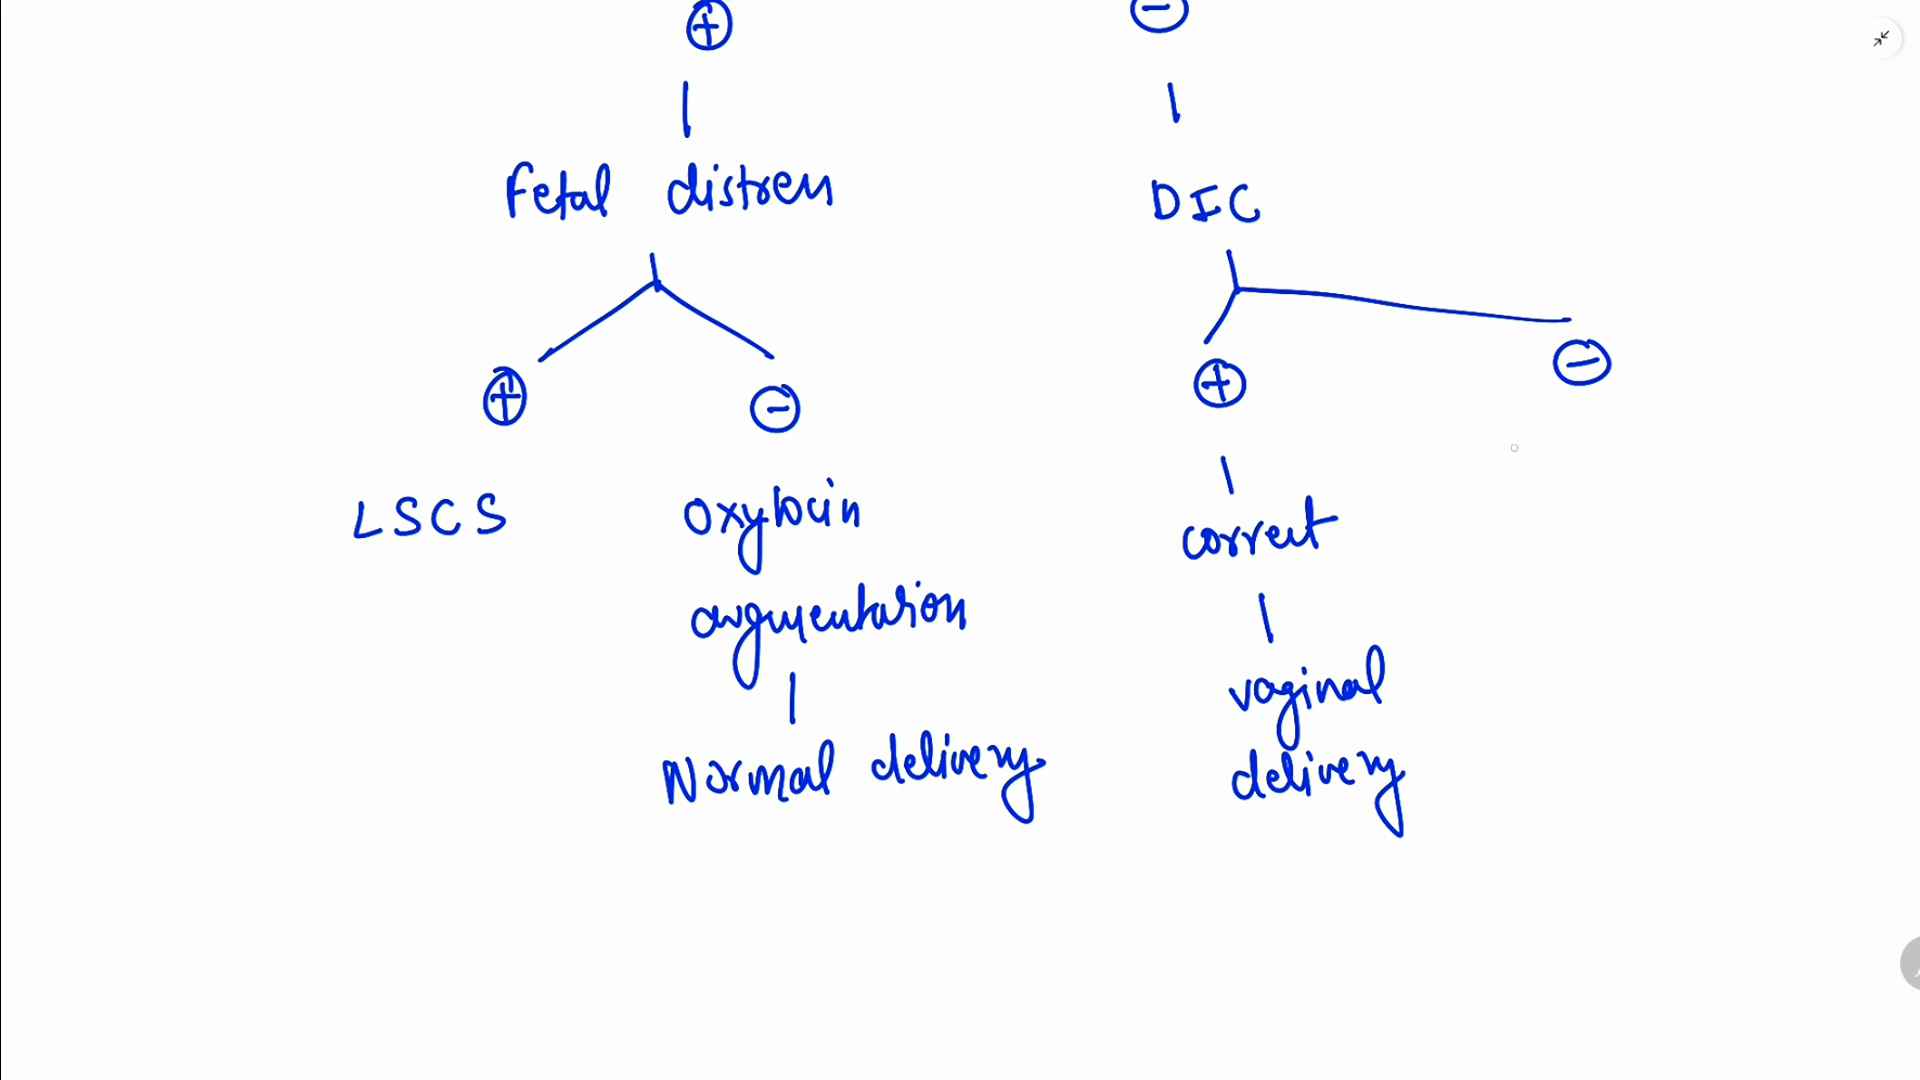 ⊕ ⊖
Fetal distress DIC
⊕ ⊖ ⊕ ⊖
LSCS oxytocin correct
augmentation
vaginal
Normal delivery delivery